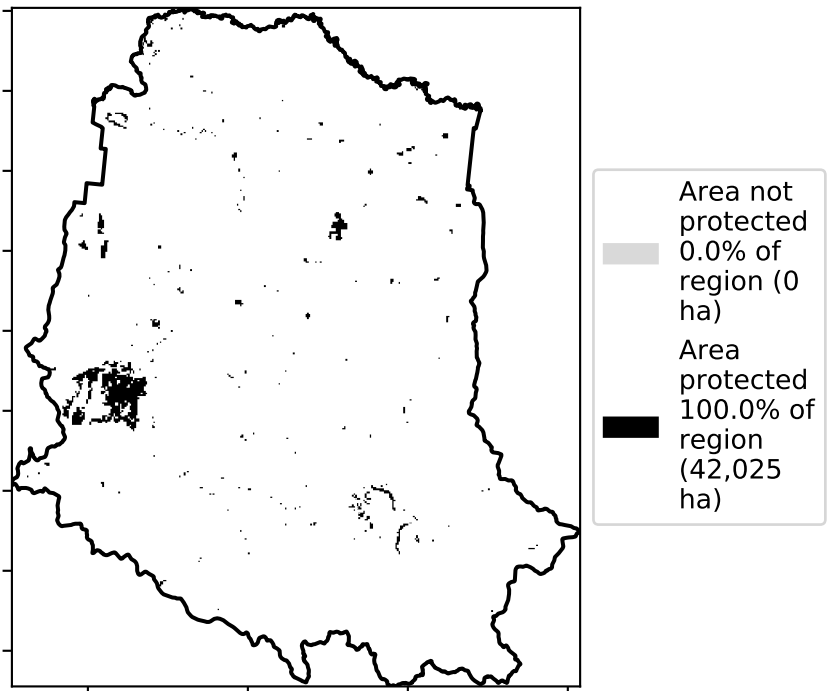 Area not
protected
0.0% of
region (0
ha)
Area
protected
100.0% of
region
(42,025
ha)